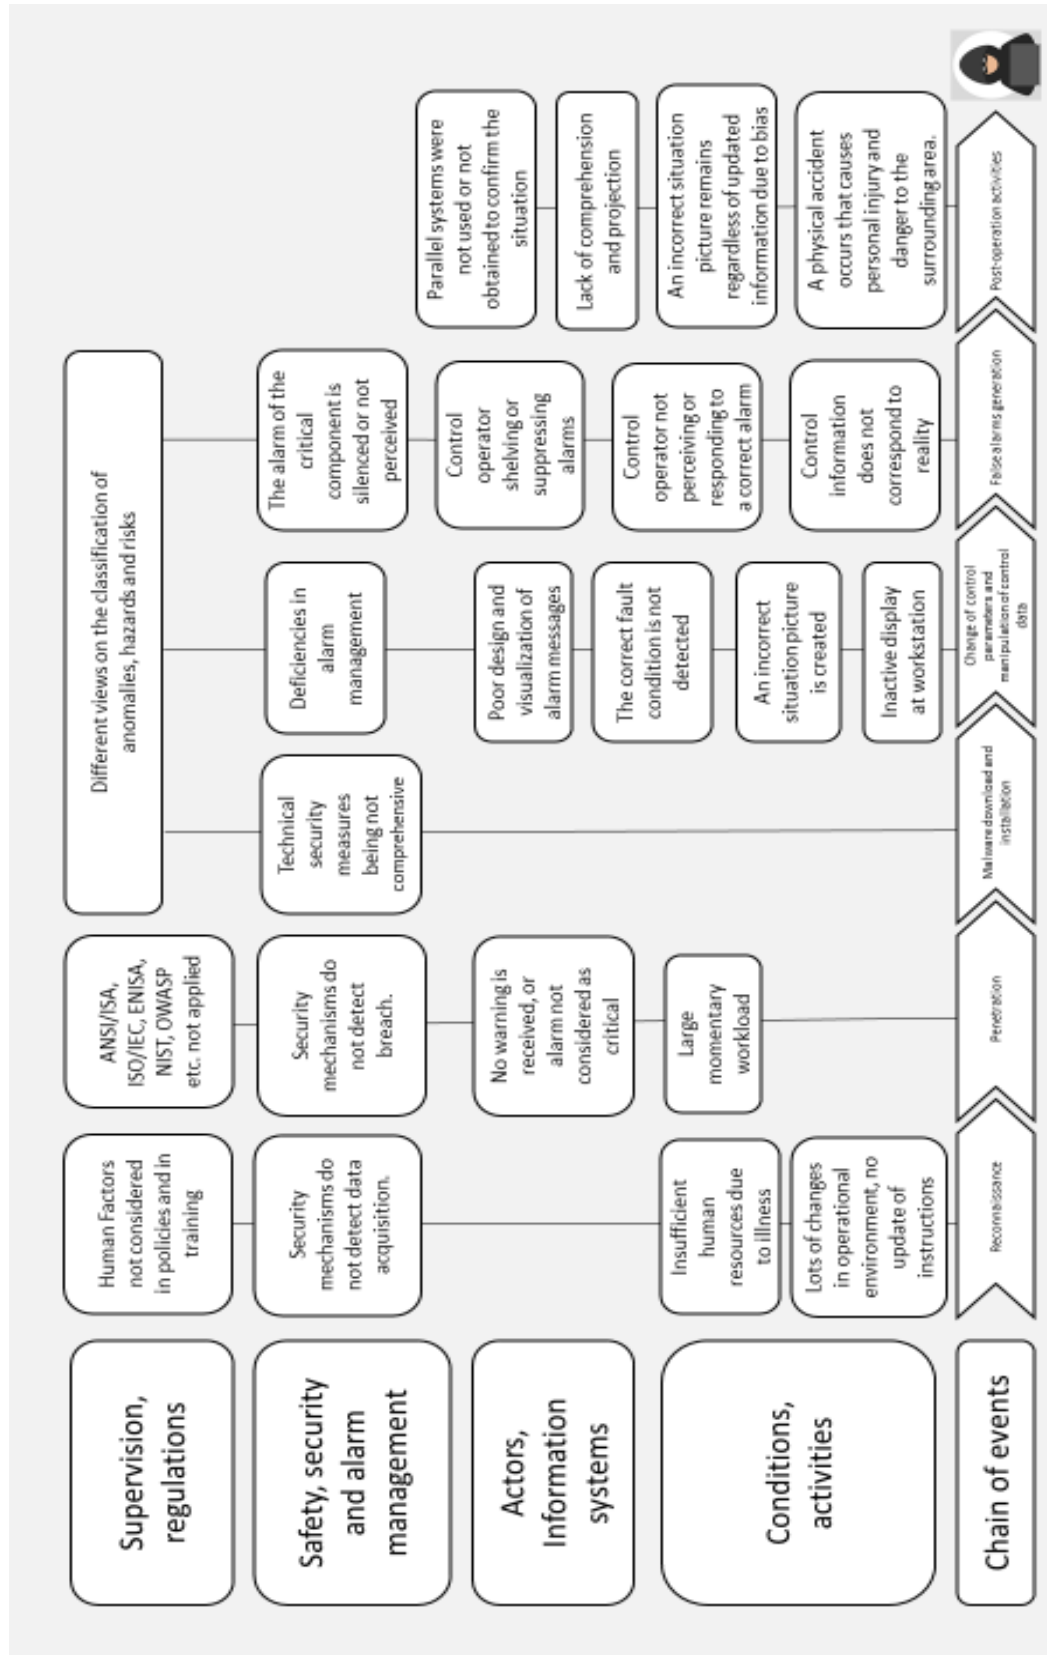 Supervision,
regulations
Human Factors
not considered
in policies and in
training
ANSI/ISA,
ISO/IEC, ENISA,
NIST, OWASP
etc. not applied
Different views on the classification of
anomalies, hazards and risks
Safety, security
and alarm
management
Security
mechanisms do
not detect data
acquisition.
Security
mechanisms do
not detect
breach.
Technical
security
measures
being not
comprehensive
Deficiencies in
alarm
management
The alarm of the
critical
component is
silenced or not
perceived
Actors,
Information
systems
No warning is
received, or
alarm not
considered as
critical
Poor design and
visualization of
alarm messages
The correct fault
condition is not
detected
Control
operator
shelving or
suppressing
alarms
Parallel systems were
not used or not
obtained to confirm the
situation
Lack of comprehension
and projection
Conditions,
activities
Insufficient
human
resources due
to illness
Lots of changes
in operational
environment, no
update of
instructions
Large
momentary
workload
An incorrect
situation picture
is created
Inactive display
at workstation
Control
operator not
perceiving or
responding to
a correct alarm
Control
information
does not
correspond to
reality
An incorrect situation
picture remains
regardless of updated
information due to bias
A physical accident
occurs that causes
personal injury and
danger to the
surrounding area.
Chain of events
Reconnaissance
Penetration
Malware download and
installation
Change of control
parameters and
manipulation of control
data
False alarms generation
Post-operation activities